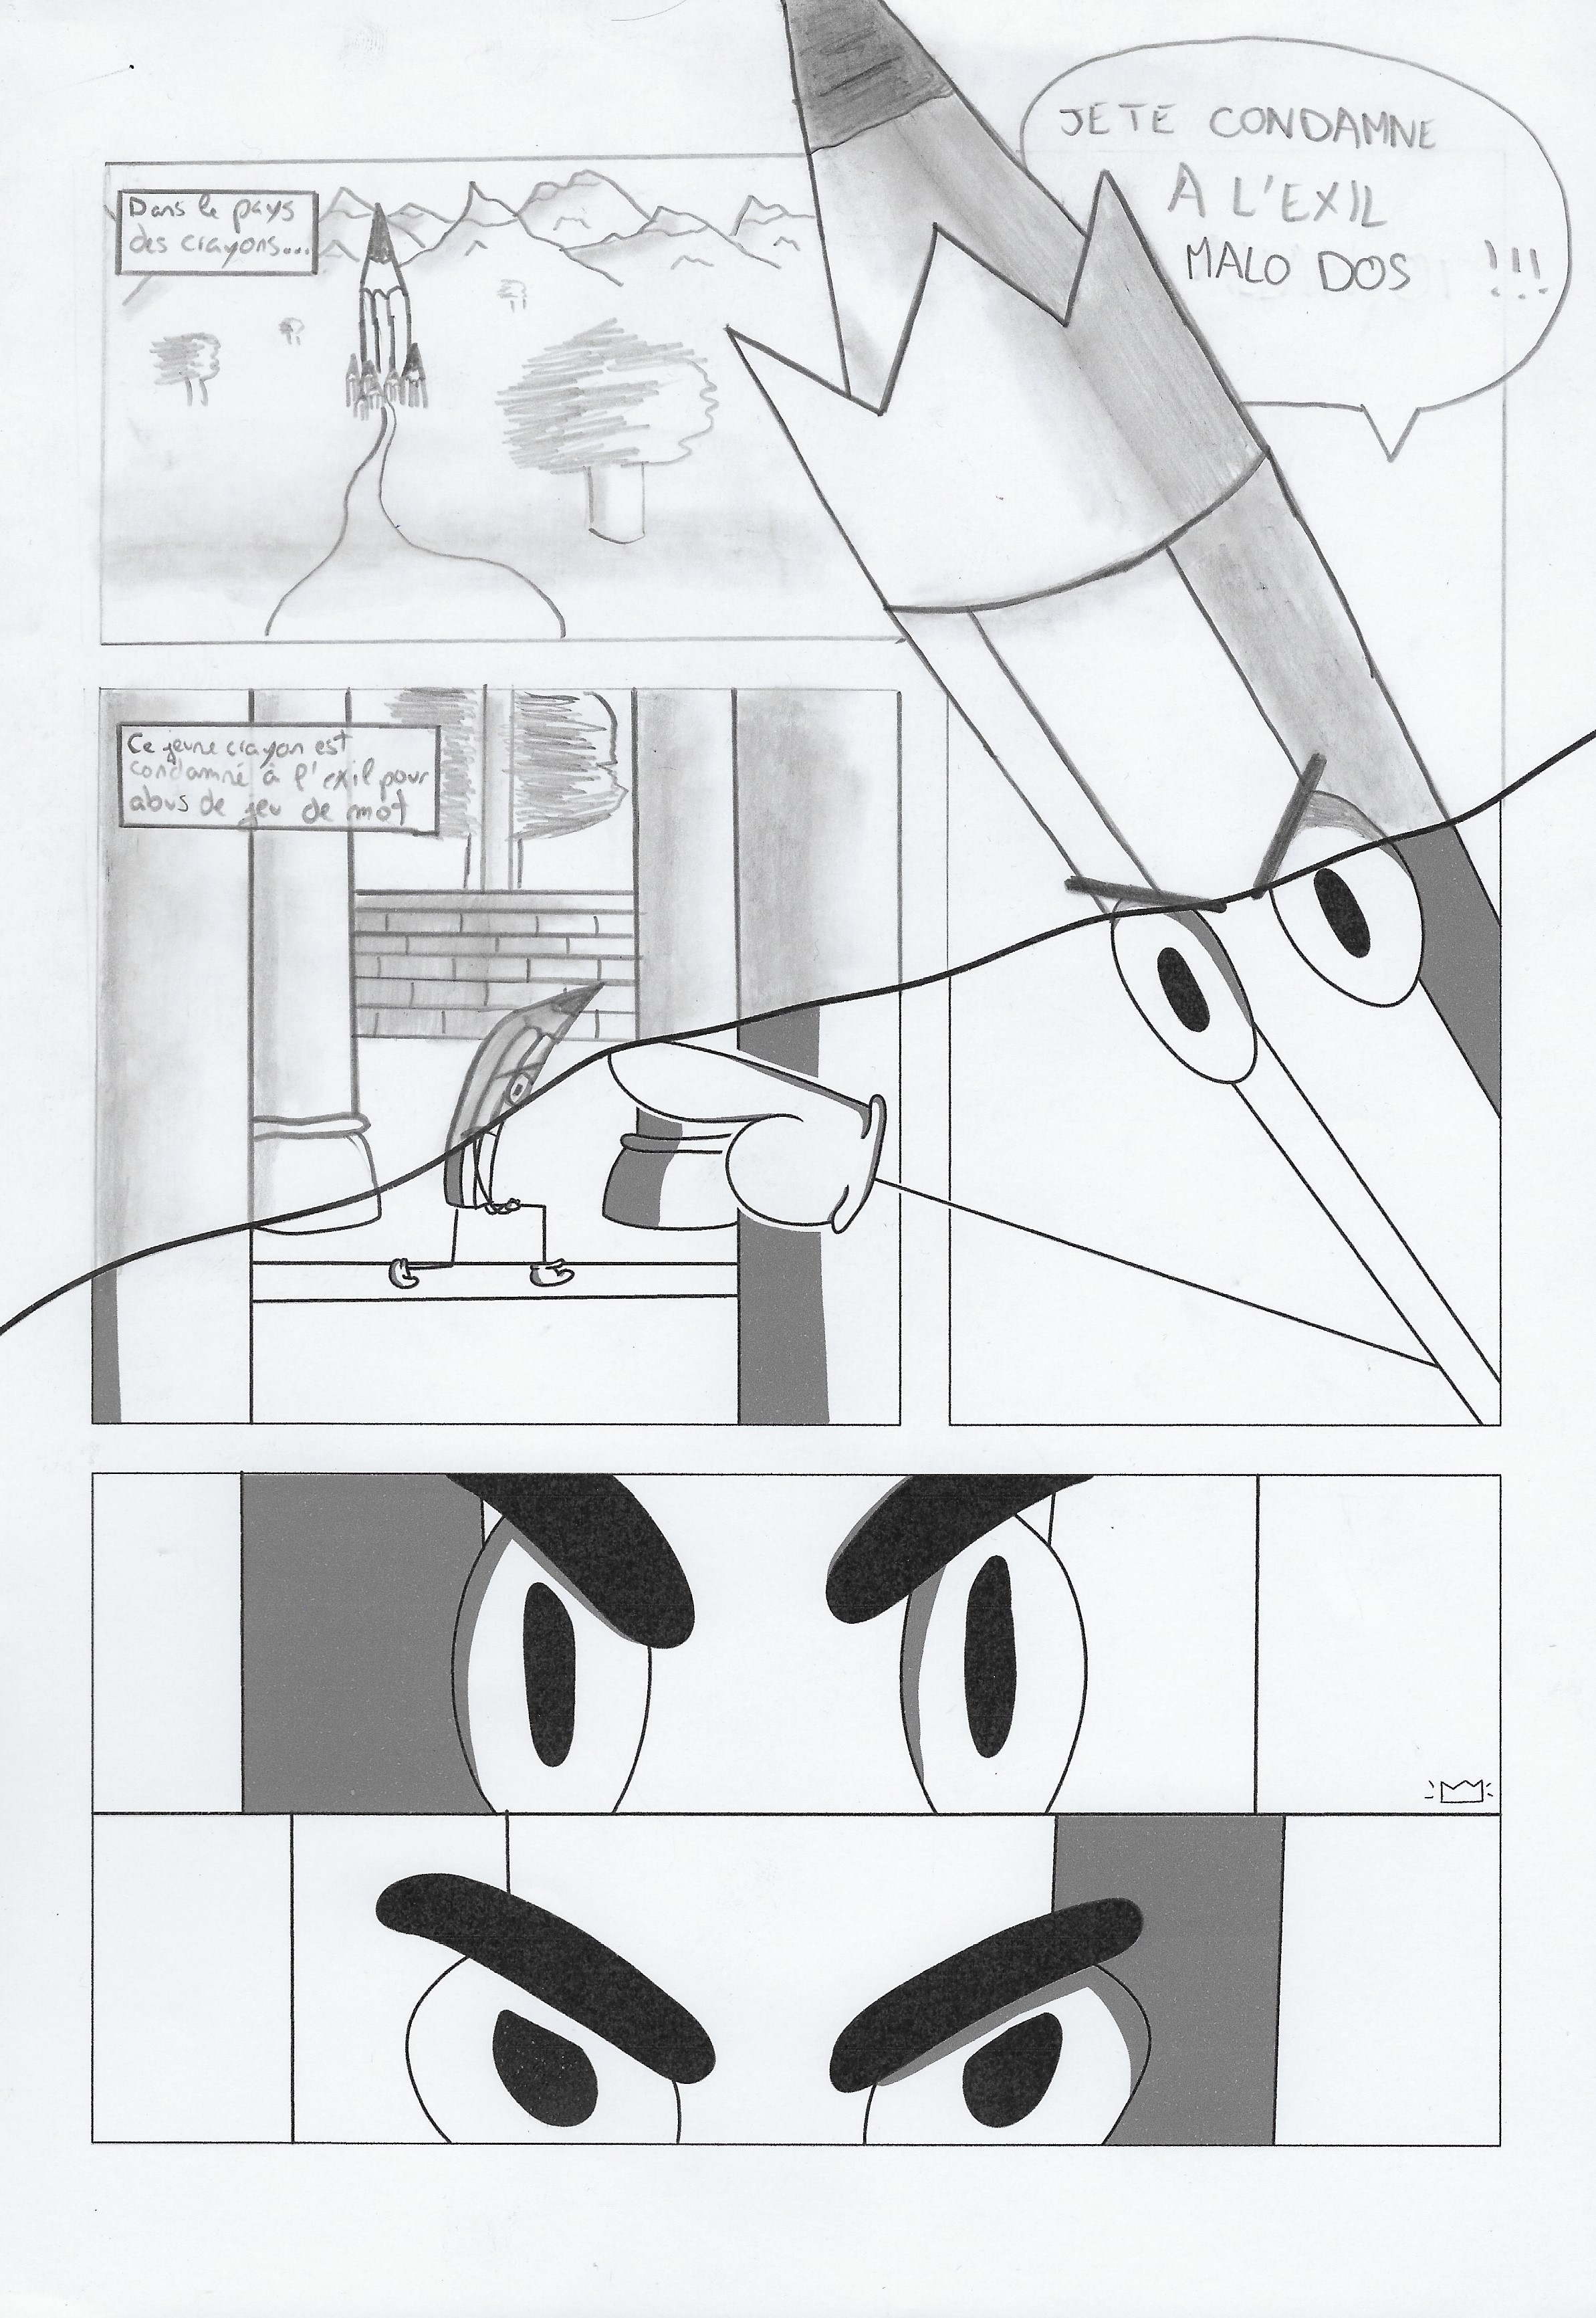 Dans le pays
des crayons...
JE TE CONDAMNE
A L'EXIL
MALO DOS !!!
Ce jeune crayon est
condamné à l'exil pour
abus de jeu de mot